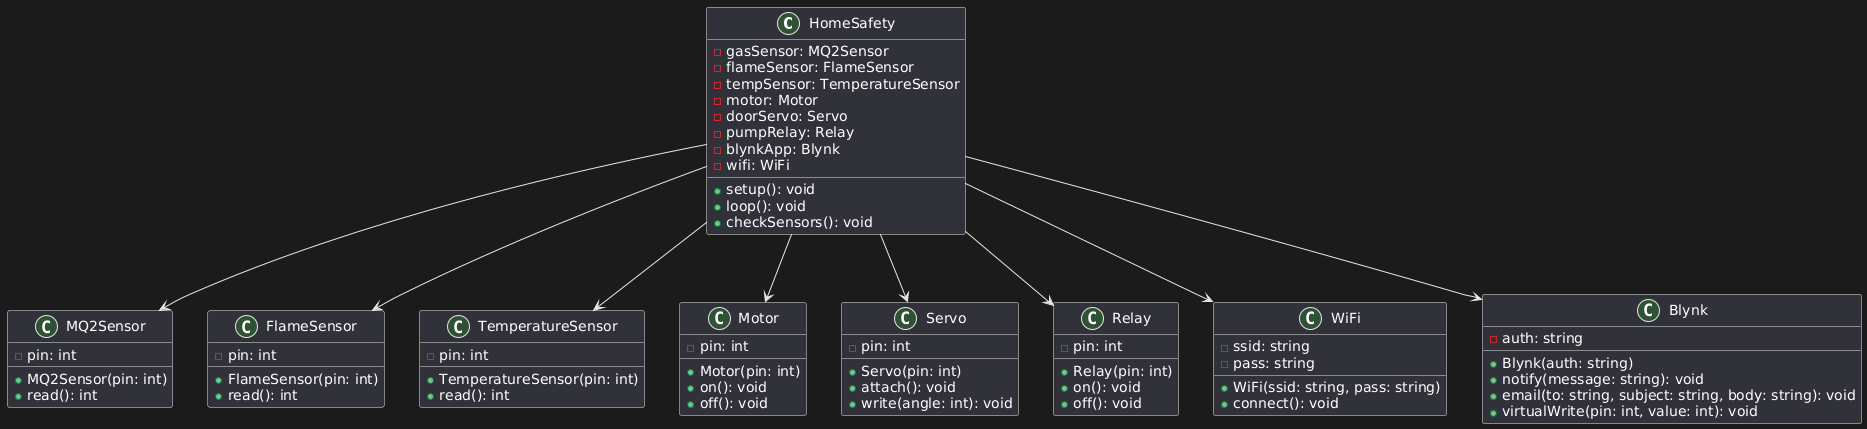 C HomeSafety
gasSensor: MQ2Sensor
flameSensor: FlameSensor
tempSensor: TemperatureSensor
motor: Motor
doorServo: Servo
pumpRelay: Relay
blynkApp: Blynk
wifi: WiFi
setup(): void
loop(): void
checkSensors(): void
C MQ2Sensor
pin: int
MQ2Sensor(pin: int)
read(): int
C FlameSensor
pin: int
FlameSensor(pin: int)
read(): int
C TemperatureSensor
pin: int
TemperatureSensor(pin: int)
read(): int
C Motor
pin: int
Motor(pin: int)
on(): void
off(): void
C Servo
pin: int
Servo(pin: int)
attach(): void
write(angle: int): void
C Relay
pin: int
Relay(pin: int)
on(): void
off(): void
C WiFi
ssid: string
pass: string
WiFi(ssid: string, pass: string)
connect(): void
C Blynk
auth: string
Blynk(auth: string)
notify(message: string): void
email(to: string, subject: string, body: string): void
virtualWrite(pin: int, value: int): void